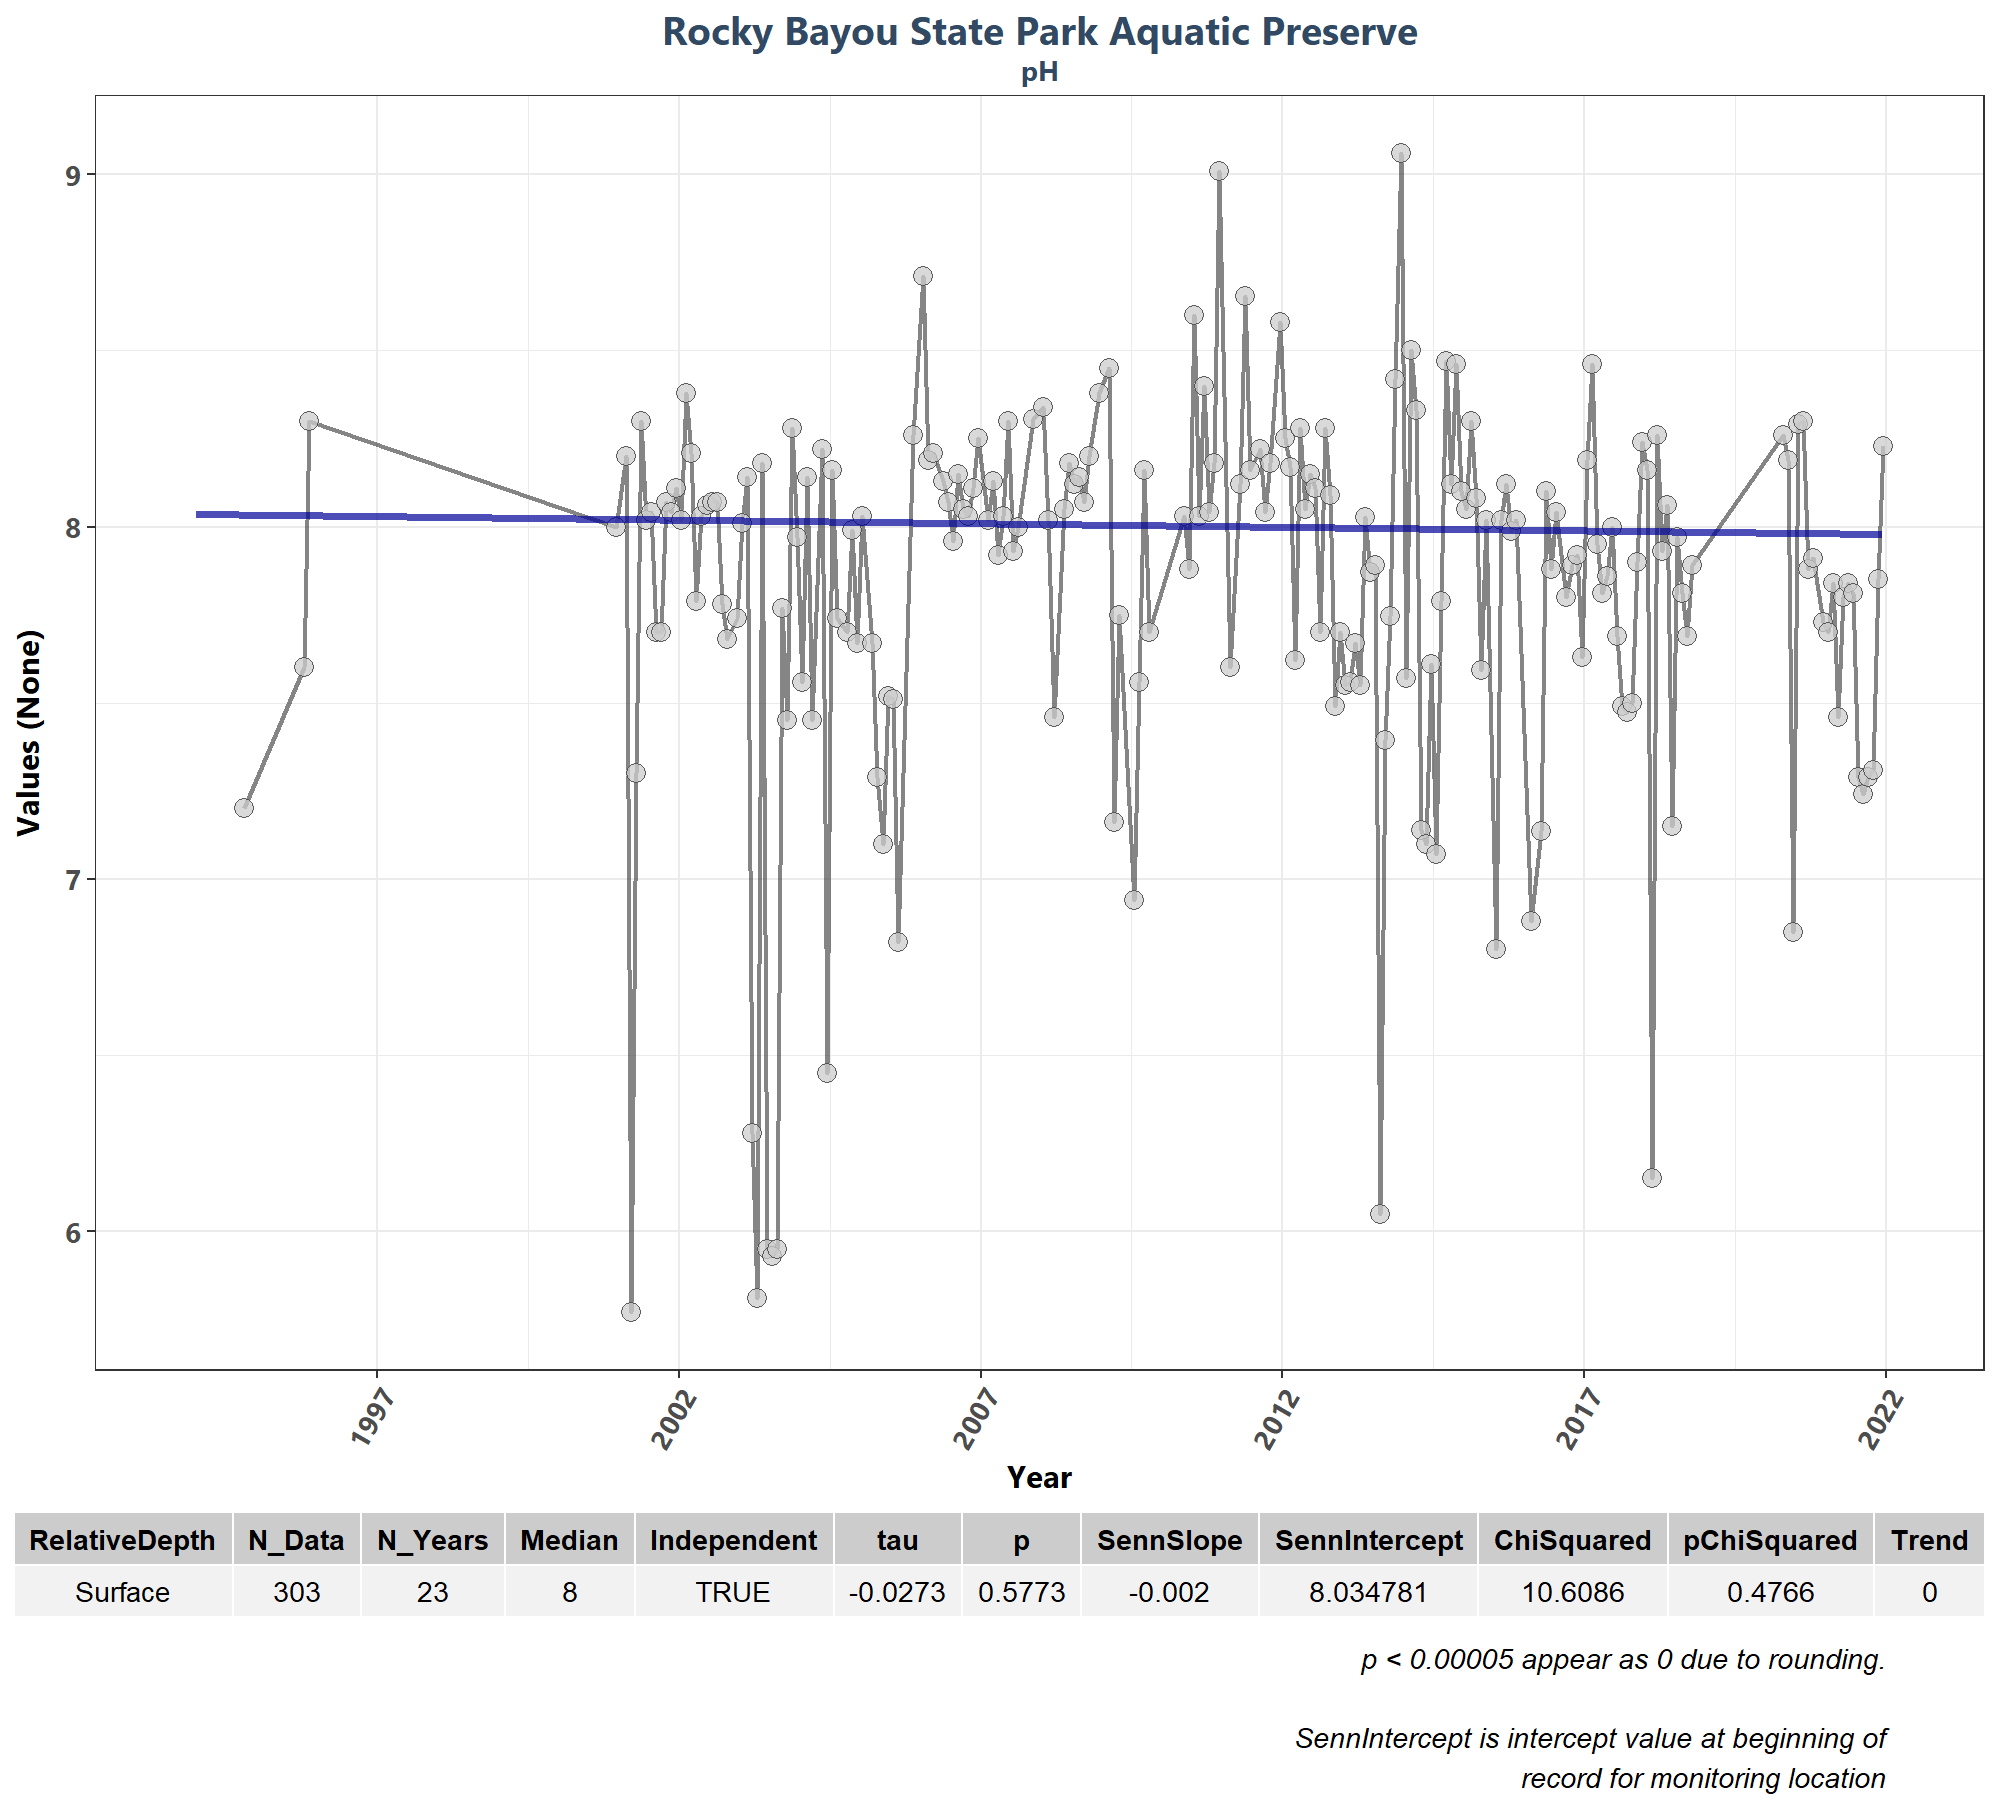 Rocky Bayou State Park Aquatic Preserve
pH
Values (None)
9
8
7
6
1997
2002
2007
2012
2017
2022
Year
RelativeDepth N_Data N_Years Median Independent tau p SennSlope SennIntercept ChiSquared pChiSquared Trend
Surface 303 23 8 TRUE -0.0273 0.5773 -0.002 8.034781 10.6086 0.4766 0
p < 0.00005 appear as 0 due to rounding.
SennIntercept is intercept value at beginning of
record for monitoring location